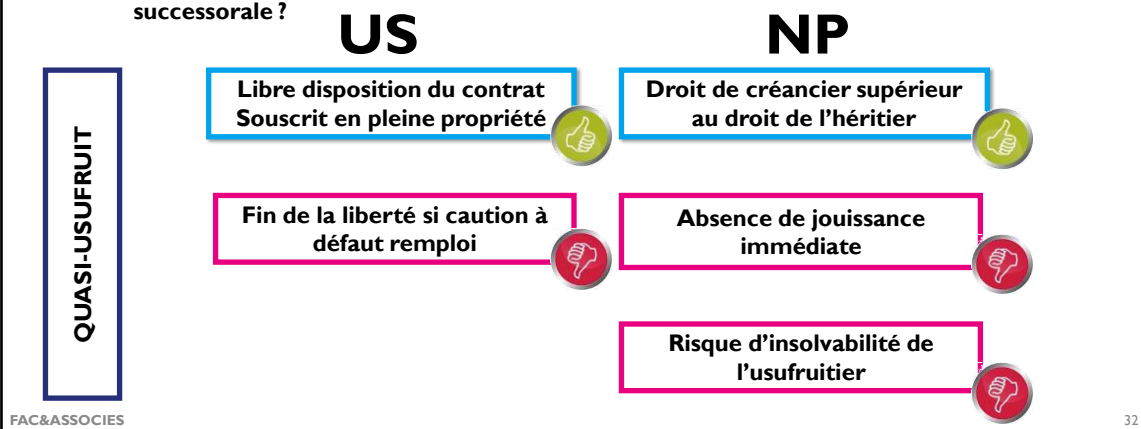 successorale ?
US
NP
QUASI-USUFRUIT
Libre disposition du contrat
Souscrit en pleine propriété
Droit de créancier supérieur
au droit de l'héritier
Fin de la liberté si caution à
défaut remploi
Absence de jouissance
immédiate
Risque d'insolvabilité de
l'usufruitier
FAC&ASSOCIES
32